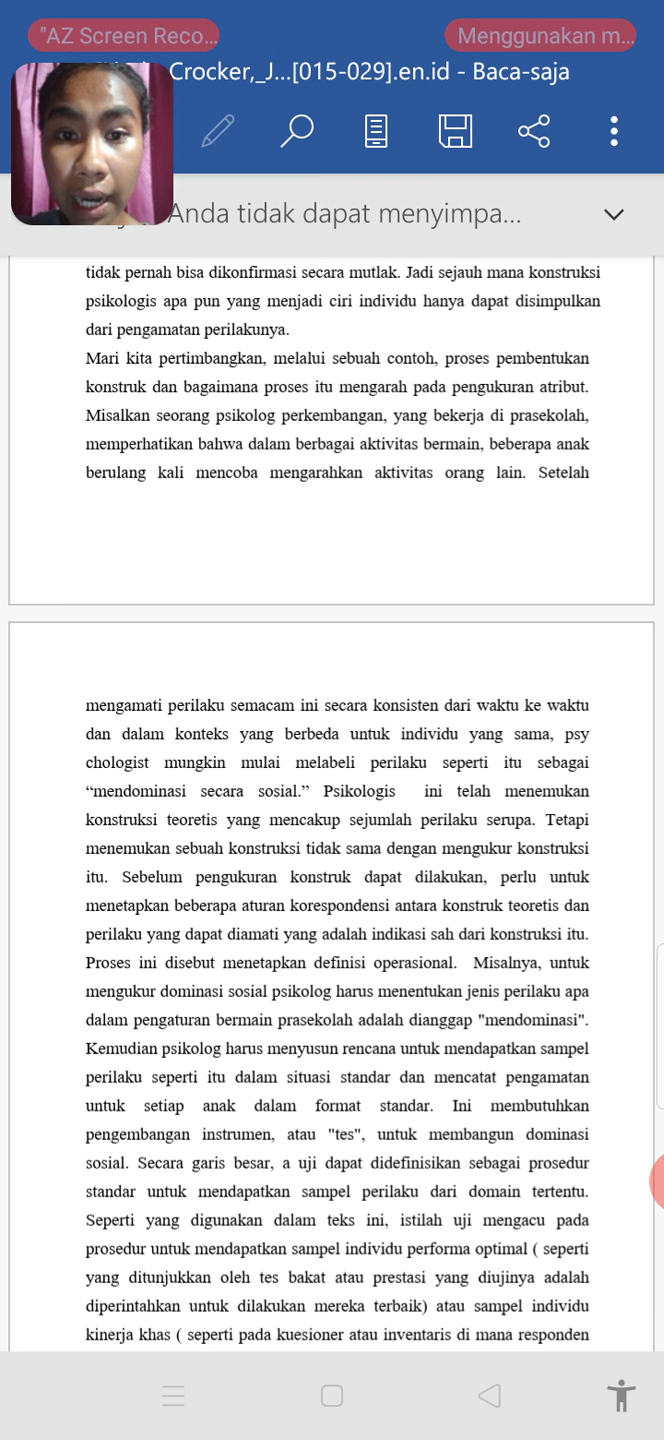 "AZ Screen Reco...
Menggunakan m...
Crocker,_J...[015-029].en.id - Baca-saja
Anda tidak dapat menyimpa...
tidak pernah bisa dikonfirmasi secara mutlak. Jadi sejauh mana konstruksi
psikologis apa pun yang menjadi ciri individu hanya dapat disimpulkan
dari pengamatan perilakunya.
Mari kita pertimbangkan, melalui sebuah contoh, proses pembentukan
konstruk dan bagaimana proses itu mengarah pada pengukuran atribut.
Misalkan seorang psikolog perkembangan, yang bekerja di prasekolah,
memperhatikan bahwa dalam berbagai aktivitas bermain, beberapa anak
berulang kali mencoba mengarahkan aktivitas orang lain. Setelah
mengamati perilaku semacam ini secara konsisten dari waktu ke waktu
dan dalam konteks yang berbeda untuk individu yang sama, psy
chologist mungkin mulai melabeli perilaku seperti itu sebagai
“mendominasi secara sosial.” Psikologis ini telah menemukan
konstruksi teoretis yang mencakup sejumlah perilaku serupa. Tetapi
menemukan sebuah konstruksi tidak sama dengan mengukur konstruksi
itu. Sebelum pengukuran konstruk dapat dilakukan, perlu untuk
menetapkan beberapa aturan korespondensi antara konstruk teoretis dan
perilaku yang dapat diamati yang adalah indikasi sah dari konstruksi itu.
Proses ini disebut menetapkan definisi operasional. Misalnya, untuk
mengukur dominasi sosial psikolog harus menentukan jenis perilaku apa
dalam pengaturan bermain prasekolah adalah dianggap "mendominasi".
Kemudian psikolog harus menyusun rencana untuk mendapatkan sampel
perilaku seperti itu dalam situasi standar dan mencatat pengamatan
untuk setiap anak dalam format standar. Ini membutuhkan
pengembangan instrumen, atau "tes", untuk membangun dominasi
sosial. Secara garis besar, a uji dapat didefinisikan sebagai prosedur
standar untuk mendapatkan sampel perilaku dari domain tertentu.
Seperti yang digunakan dalam teks ini, istilah uji mengacu pada
prosedur untuk mendapatkan sampel individu performa optimal ( seperti
yang ditunjukkan oleh tes bakat atau prestasi yang diujinya adalah
diperintahkan untuk dilakukan mereka terbaik) atau sampel individu
kinerja khas ( seperti pada kuesioner atau inventaris di mana responden